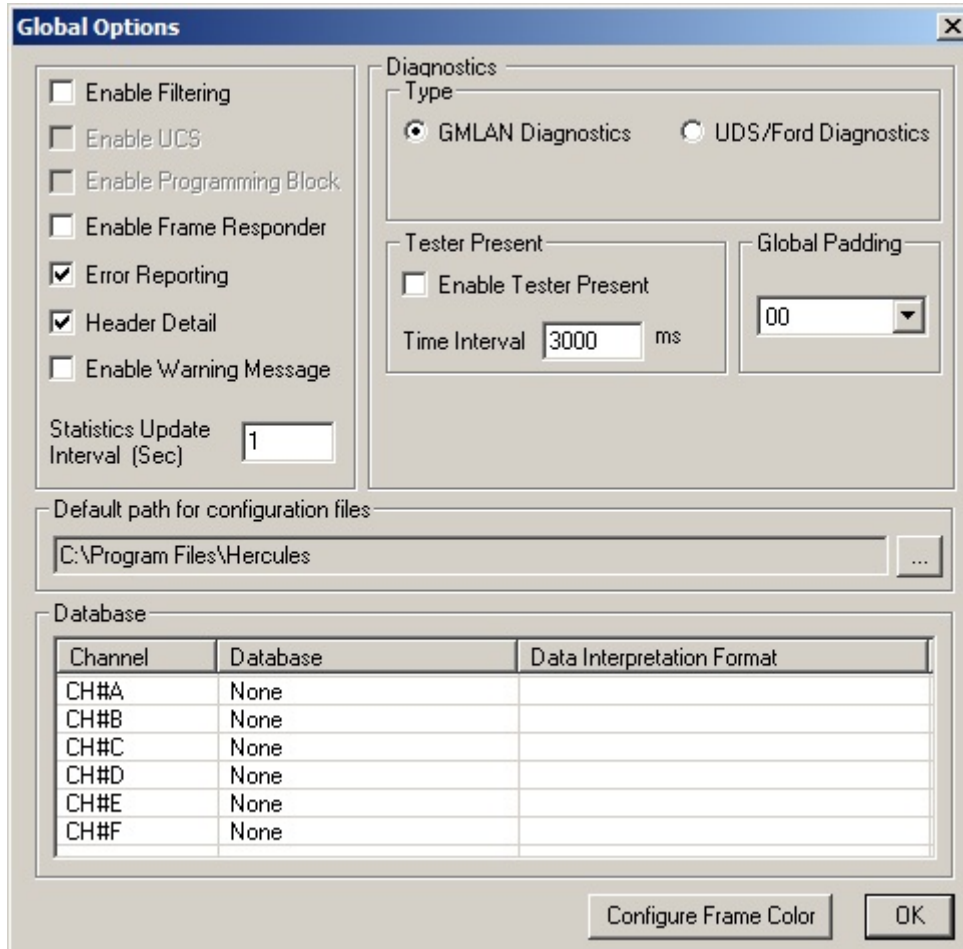 Global Options
Enable Filtering
Enable UCS
Enable Programming Block
Enable Frame Responder
Error Reporting
Header Detail
Enable Warning Message
Statistics Update
Interval (Sec)
1
Diagnostics
Type
GMLAN Diagnostics
UDS/Ford Diagnostics
Tester Present
Enable Tester Present
Time Interval 3000 ms
Global Padding
00
Default path for configuration files
C:\Program Files\Hercules
...
Database
Channel Database Data Interpretation Format
CH#A None
CH#B None
CH#C None
CH#D None
CH#E None
CH#F None
Configure Frame Color
OK